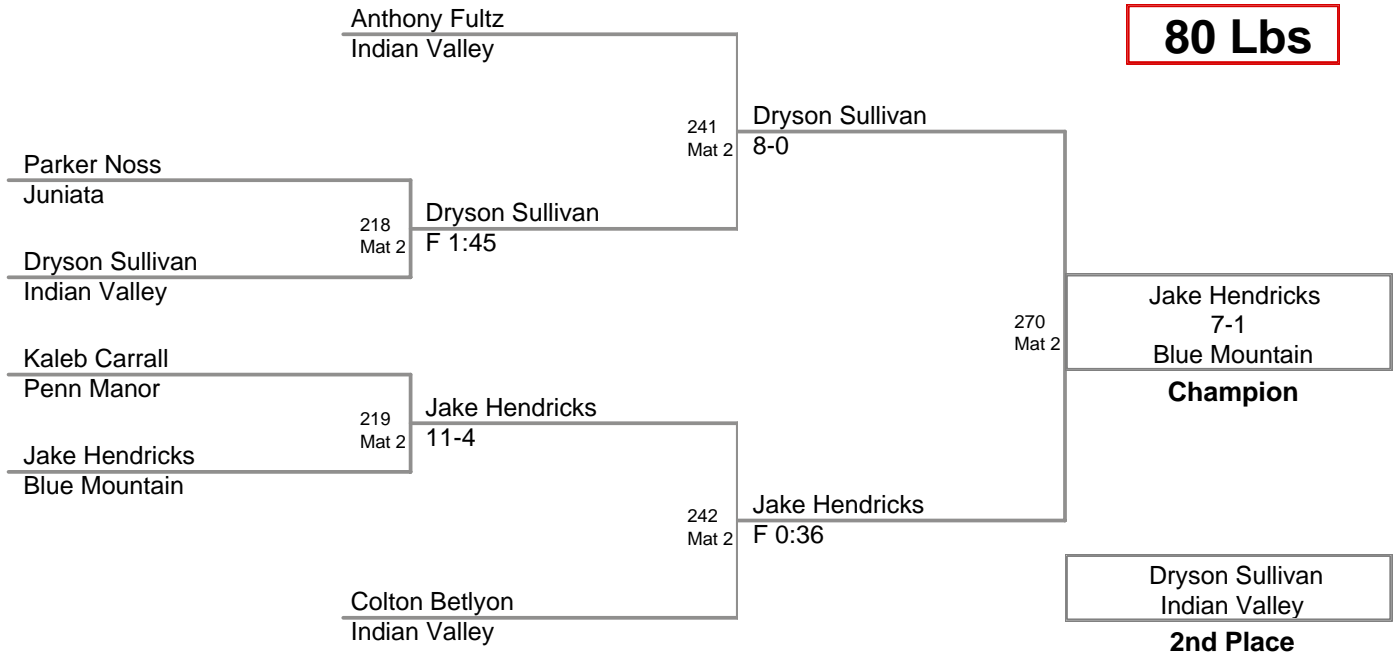 Anthony Fultz
Indian Valley
80 Lbs
241
Mat 2
Dryson Sullivan
8-0
Parker Noss
Juniata
218
Mat 2
Dryson Sullivan
F 1:45
Dryson Sullivan
Indian Valley
270
Mat 2
Jake Hendricks
7-1
Blue Mountain
Champion
Kaleb Carrall
Penn Manor
219
Mat 2
Jake Hendricks
11-4
Jake Hendricks
Blue Mountain
242
Mat 2
Jake Hendricks
F 0:36
Colton Betlyon
Indian Valley
Dryson Sullivan
Indian Valley
2nd Place